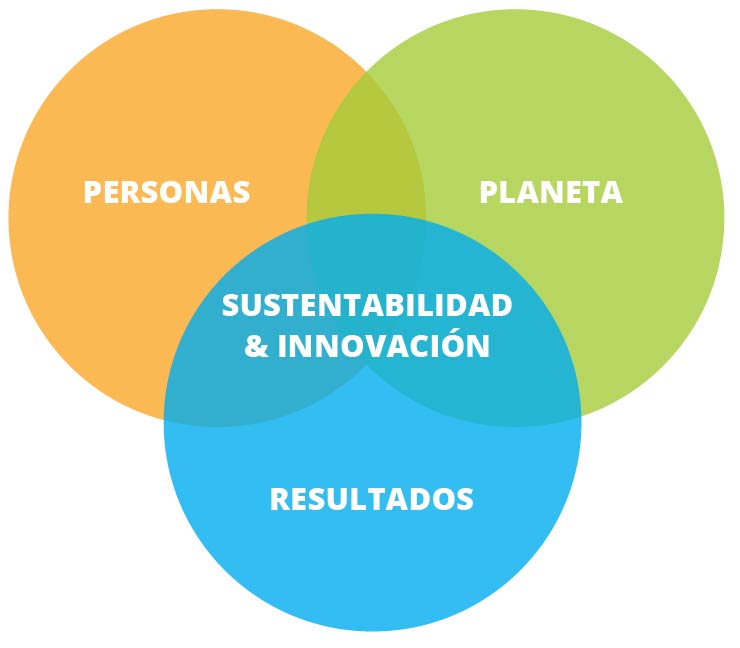 PERSONAS
PLANETA
SUSTENTABILIDAD
& INNOVACIÓN
RESULTADOS